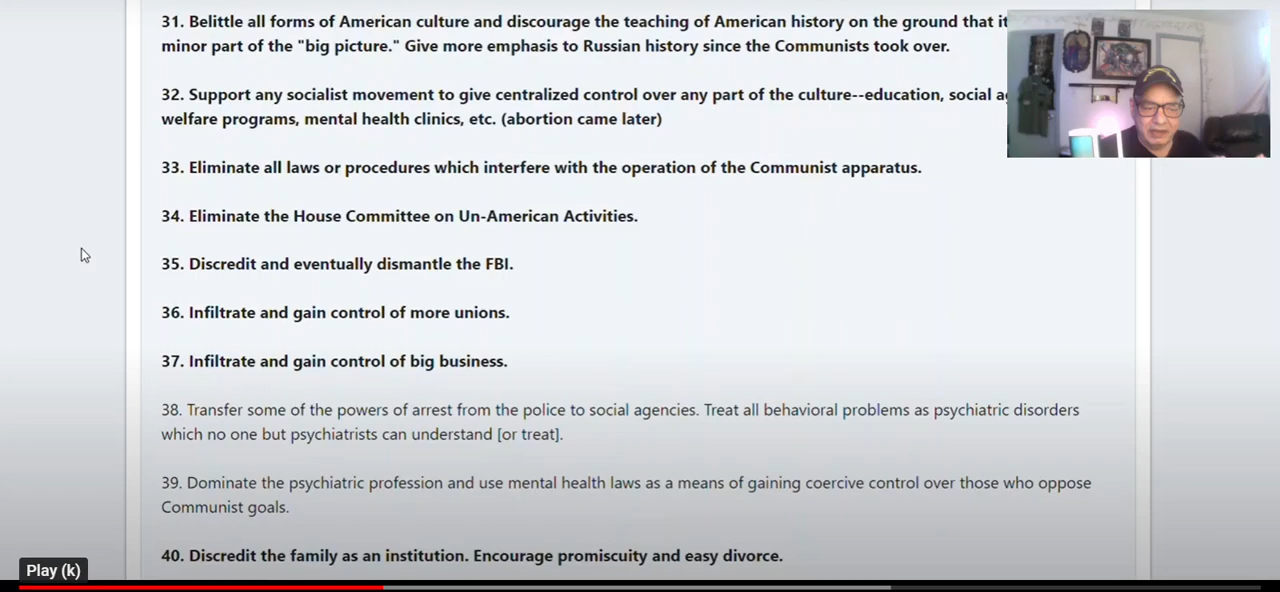 31. Belittle all forms of American culture and discourage the teaching of American history on the ground that it
minor part of the "big picture." Give more emphasis to Russian history since the Communists took over.
32. Support any socialist movement to give centralized control over any part of the culture--education, social
welfare programs, mental health clinics, etc. (abortion came later)
33. Eliminate all laws or procedures which interfere with the operation of the Communist apparatus.
34. Eliminate the House Committee on Un-American Activities.
35. Discredit and eventually dismantle the FBI.
36. Infiltrate and gain control of more unions.
37. Infiltrate and gain control of big business.
38. Transfer some of the powers of arrest from the police to social agencies. Treat all behavioral problems as psychiatric disorders
which no one but psychiatrists can understand [or treat].
39. Dominate the psychiatric profession and use mental health laws as a means of gaining coercive control over those who oppose
Communist goals.
40. Discredit the family as an institution. Encourage promiscuity and easy divorce.
Play (k)